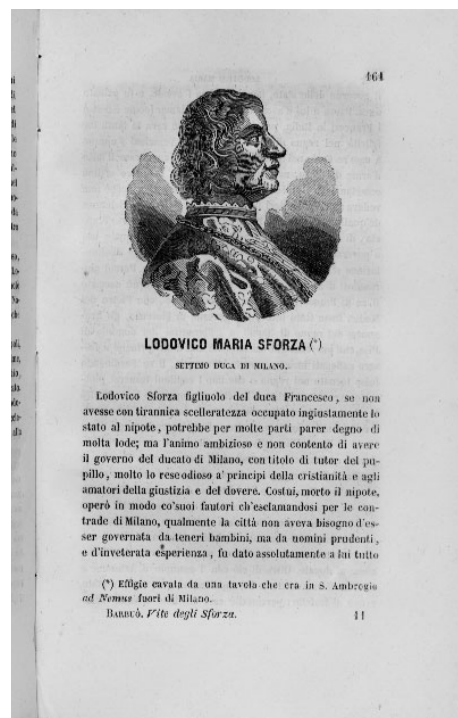 161
LODOVICO MARIA SFORZA (*)
SETTIMO DUCA DI MILANO.
Lodovico Sforza figliuolo del duca Francesco, se non
avesse con tirannica scelleratezza occupato ingiustamente lo
stato al nipote, potrebbe per molte parti parer degno di
molta lode; ma l'animo ambizioso e non contento di avere
il governo del ducato di Milano, con titolo di tutor del pu-
pillo, molto lo rese odioso a' principi della cristianità e agli
amatori della giustizia e del dovere. Costui, morto il nipote,
operò in modo co'suoi fautori ch'esclamandosi per le con-
trade di Milano, qualmente la città non aveva bisogno d'es-
ser governata da teneri bambini, ma da uomini prudenti,
e d'inveterata esperienza, fu dato assolutamente a lui tutto
(*) Effigie cavata da una tavola che era in S. Ambrogio
ad Nemus fuori di Milano.
BARBUÒ. Vite degli Sforza. 11